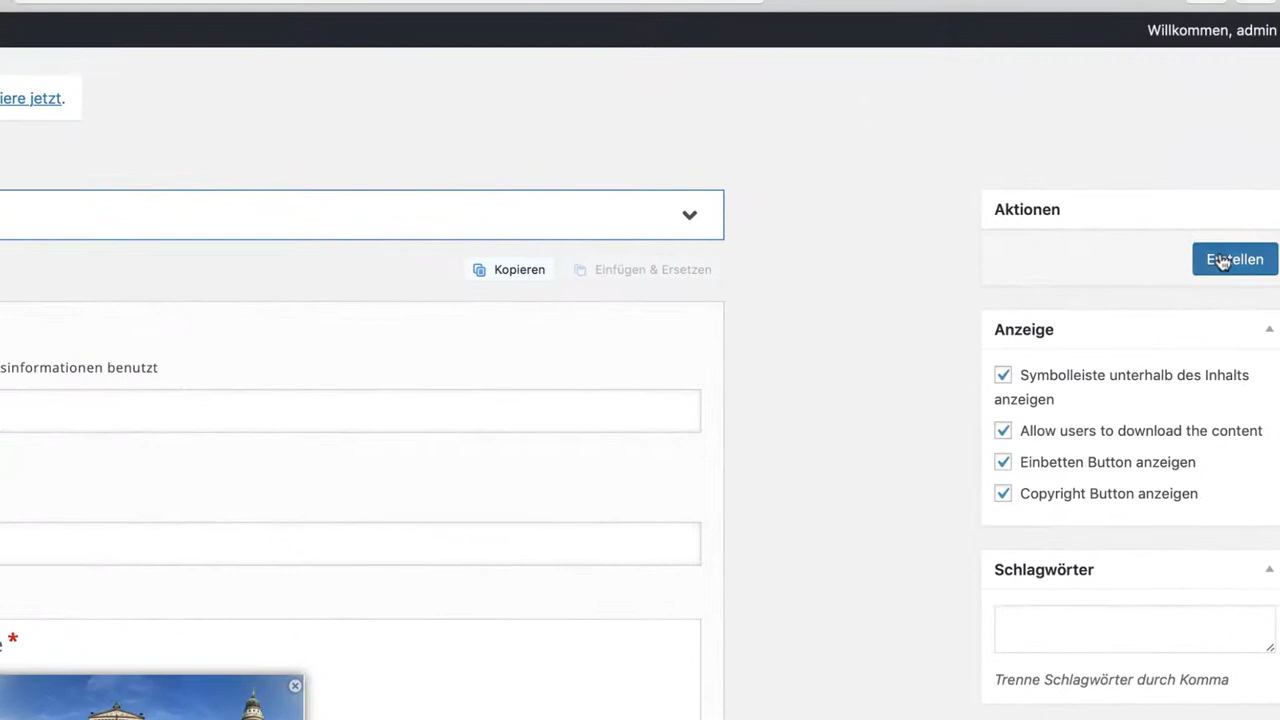 Willkommen, admin
iere jetzt.
Aktionen
Kopieren
Einfügen & Ersetzen
Erstellen
Anzeige
sinformationen benutzt
Symbolleiste unterhalb des Inhalts
anzeigen
Allow users to download the content
Einbetten Button anzeigen
Copyright Button anzeigen
Schlagwörter
e *
Trenne Schlagwörter durch Komma